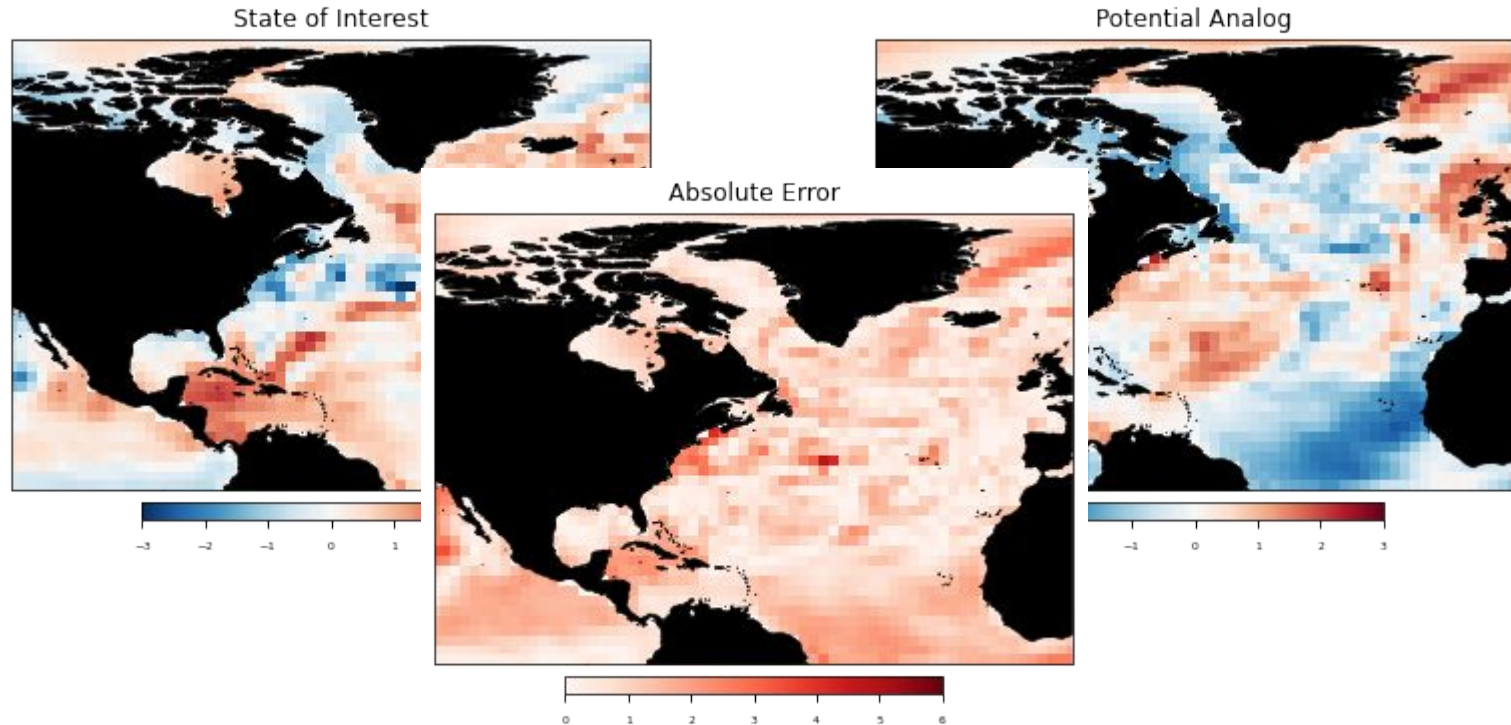 State of Interest
Potential Analog
Absolute Error
-3 -2 -1 0 1
-1 0 1 2 3
0 1 2 3 4 5 6